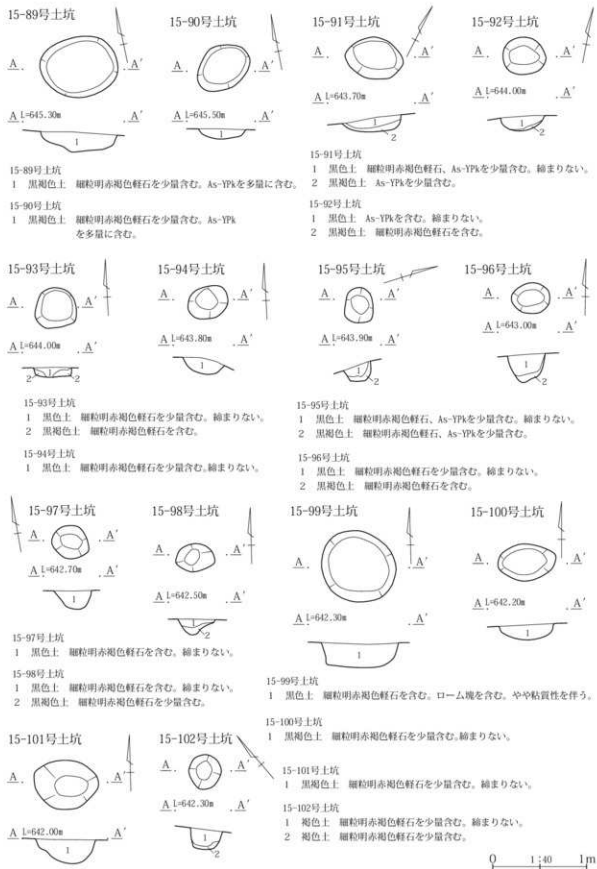 15-89号土坑
A. .A′
A L=645.30m A′
1
15-90号土坑
A. .A′
A L=645.50m .A′
1
15-89号土坑
1 黒褐色土 細粒明赤褐色軽石を少量含む。As-YPkを多量に含む。
15-90号土坑
1 黒褐色土 細粒明赤褐色軽石を少量含む。As-YPk
を多量に含む。
15-91号土坑
A. .A′
A L=643.70m .A′
1
2
15-92号土坑
A. .A′
A L=644.00m .A′
1
2
15-91号土坑
1 黒色土 細粒明赤褐色軽石、As-YPkを少量含む。締まりない。
2 黒褐色土 As-YPkを少量含む。
15-92号土坑
1 黒色土 As-YPkを含む。締まりない。
2 黒褐色土 細粒明赤褐色軽石を含む。
15-93号土坑
A. .A′
A L=644.00m .A′
2 1 2
15-94号土坑
A. .A′
A L=643.80m .A′
1
15-93号土坑
1 黒色土 細粒明赤褐色軽石を少量含む。締まりない。
2 黒褐色土 細粒明赤褐色軽石を含む。
15-94号土坑
1 黒色土 細粒明赤褐色軽石を少量含む。締まりない。
15-95号土坑
A. .A′
A L=643.90m .A′
1
2
15-96号土坑
A. .A′
A L=643.00m .A′
1
2
15-95号土坑
1 黒色土 細粒明赤褐色軽石、As-YPkを少量含む。締まりない。
2 黒褐色土 細粒明赤褐色軽石、As-YPkを少量含む。
15-96号土坑
1 黒色土 細粒明赤褐色軽石を少量含む。締まりない。
2 黒褐色土 細粒明赤褐色軽石を含む。
15-97号土坑
A. .A′
A L=642.70m .A′
1
15-98号土坑
A. .A′
A L=642.50m .A′
1
2
15-97号土坑
1 黒色土 細粒明赤褐色軽石を含む。締まりない。
15-98号土坑
1 黒色土 細粒明赤褐色軽石を含む。締まりない。
2 黒褐色土 細粒明赤褐色軽石を少量含む。
15-99号土坑
A. .A′
A L=642.30m .A′
1
15-100号土坑
A. .A′
A L=642.20m .A′
1
15-99号土坑
1 黒色土 細粒明赤褐色軽石を含む。ローム塊を含む。やや粘質性を伴う。
15-100号土坑
1 黒褐色土 細粒明赤褐色軽石を少量含む。締まりない。
15-101号土坑
A. .A′
A L=642.00m A′
1
15-102号土坑
A. .A′
A L=642.30m .A′
1
2
15-101号土坑
1 黒褐色土 細粒明赤褐色軽石を少量含む。締まりない。
15-102号土坑
1 褐色土 細粒明赤褐色軽石を少量含む。締まりない。
2 褐色土 細粒明赤褐色軽石を少量含む。
0 1:40 1m